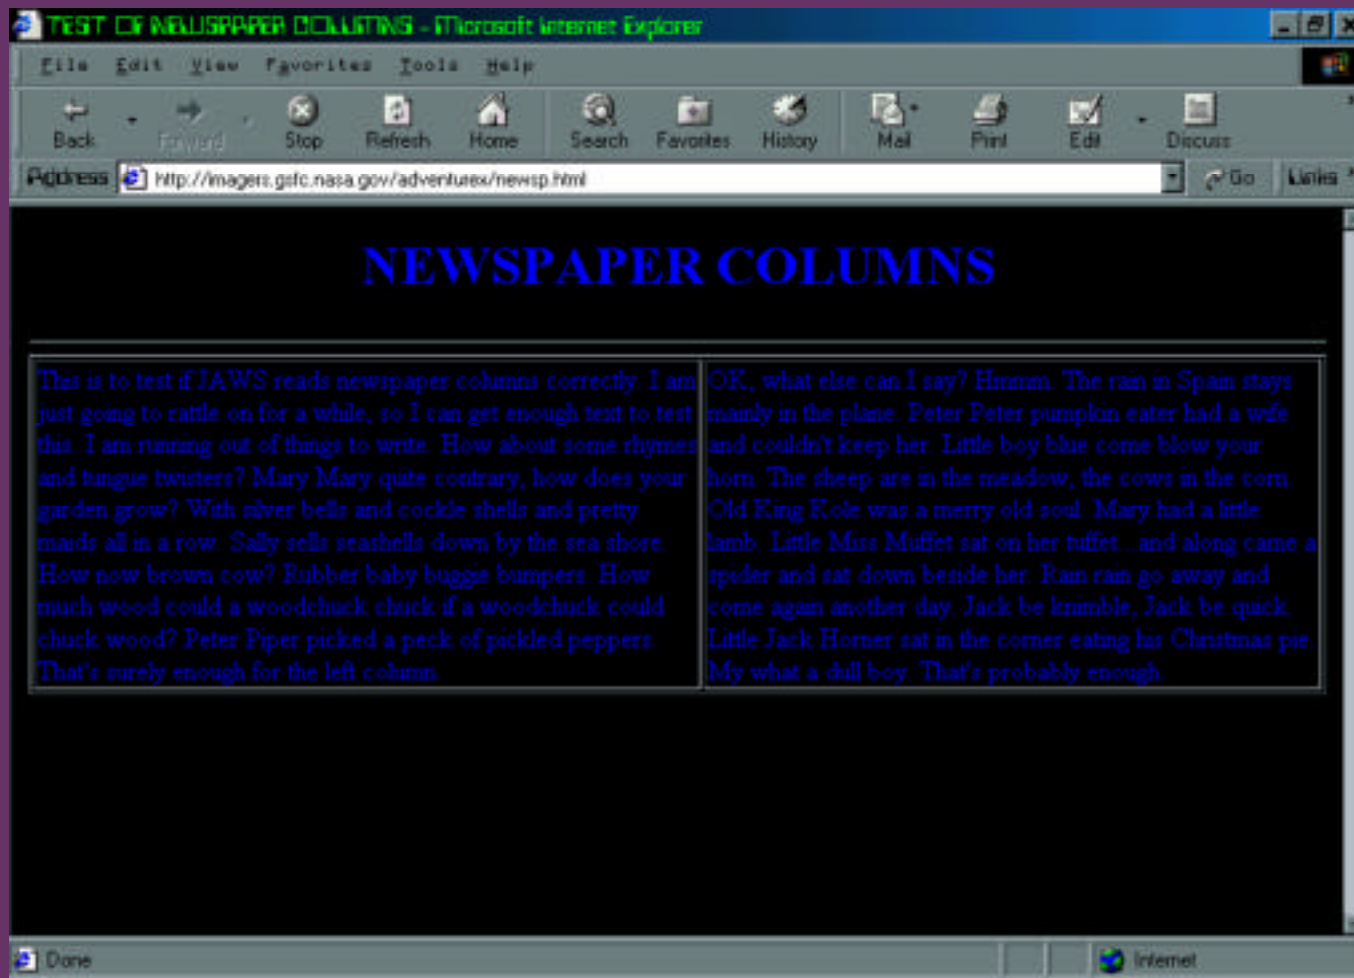 TEST OF NEWSPAPER COLUMNS - Microsoft Internet Explorer
File Edit View Favorites Tools Help
Back Forward Stop Refresh Home Search Favorites History Mail Print Edit Discuss
Address http://imagers.gsfc.nasa.gov/adventurex/newsp.html Go Links
NEWSPAPER COLUMNS
This is to test if JAWS reads newspaper columns correctly. I am
just going to rattle on for a while, so I can get enough text to test
this. I am running out of things to write. How about some rhymes
and tungue twisters? Mary Mary quite contrary, how does your
garden grow? With silver bells and cockle shells and pretty
maids all in a row. Sally sells seashells down by the sea shore.
How now brown cow? Rubber baby buggie bumpers. How
much wood could a woodchuck chuck if a woodchuck could
chuck wood? Peter Piper picked a peck of pickled peppers.
That's surely enough for the left column.
OK, what else can I say? Hmmm. The rain in Spain stays
mainly in the plane. Peter Peter pumpkin eater had a wife
and couldn't keep her. Little boy blue come blow your
horn. The sheep are in the meadow, the cows in the corn.
Old King Kole was a merry old soul. Mary had a little
lamb. Little Miss Muffet sat on her tuffet...and along came a
spider and sat down beside her. Rain rain go away and
come again another day. Jack be knimble, Jack be quick.
Little Jack Horner sat in the corner eating his Christmas pie.
My what a dull boy. That's probably enough.
Done Internet